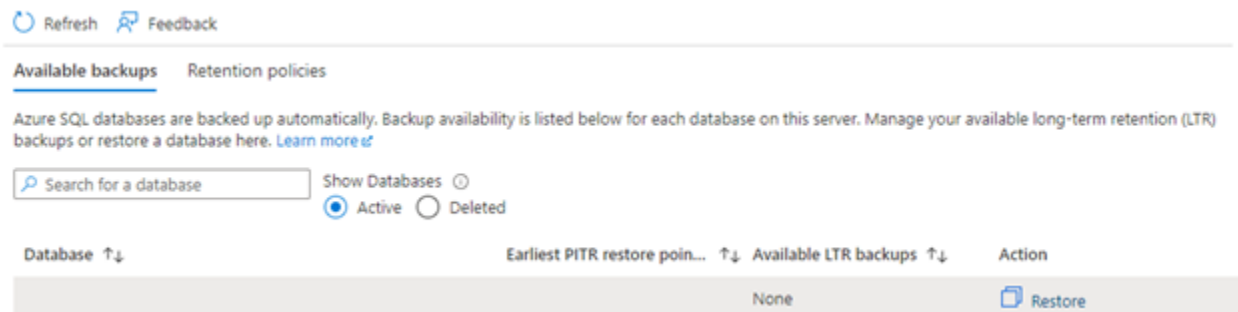 Refresh Feedback
Available backups Retention policies
Azure SQL databases are backed up automatically. Backup availability is listed below for each database on this server. Manage your available long-term retention (LTR)
backups or restore a database here. Learn more
Search for a database
Show Databases
Active Deleted
Database ↑↓ Earliest PITR restore poin... ↑↓ Available LTR backups ↑↓ Action
None Restore